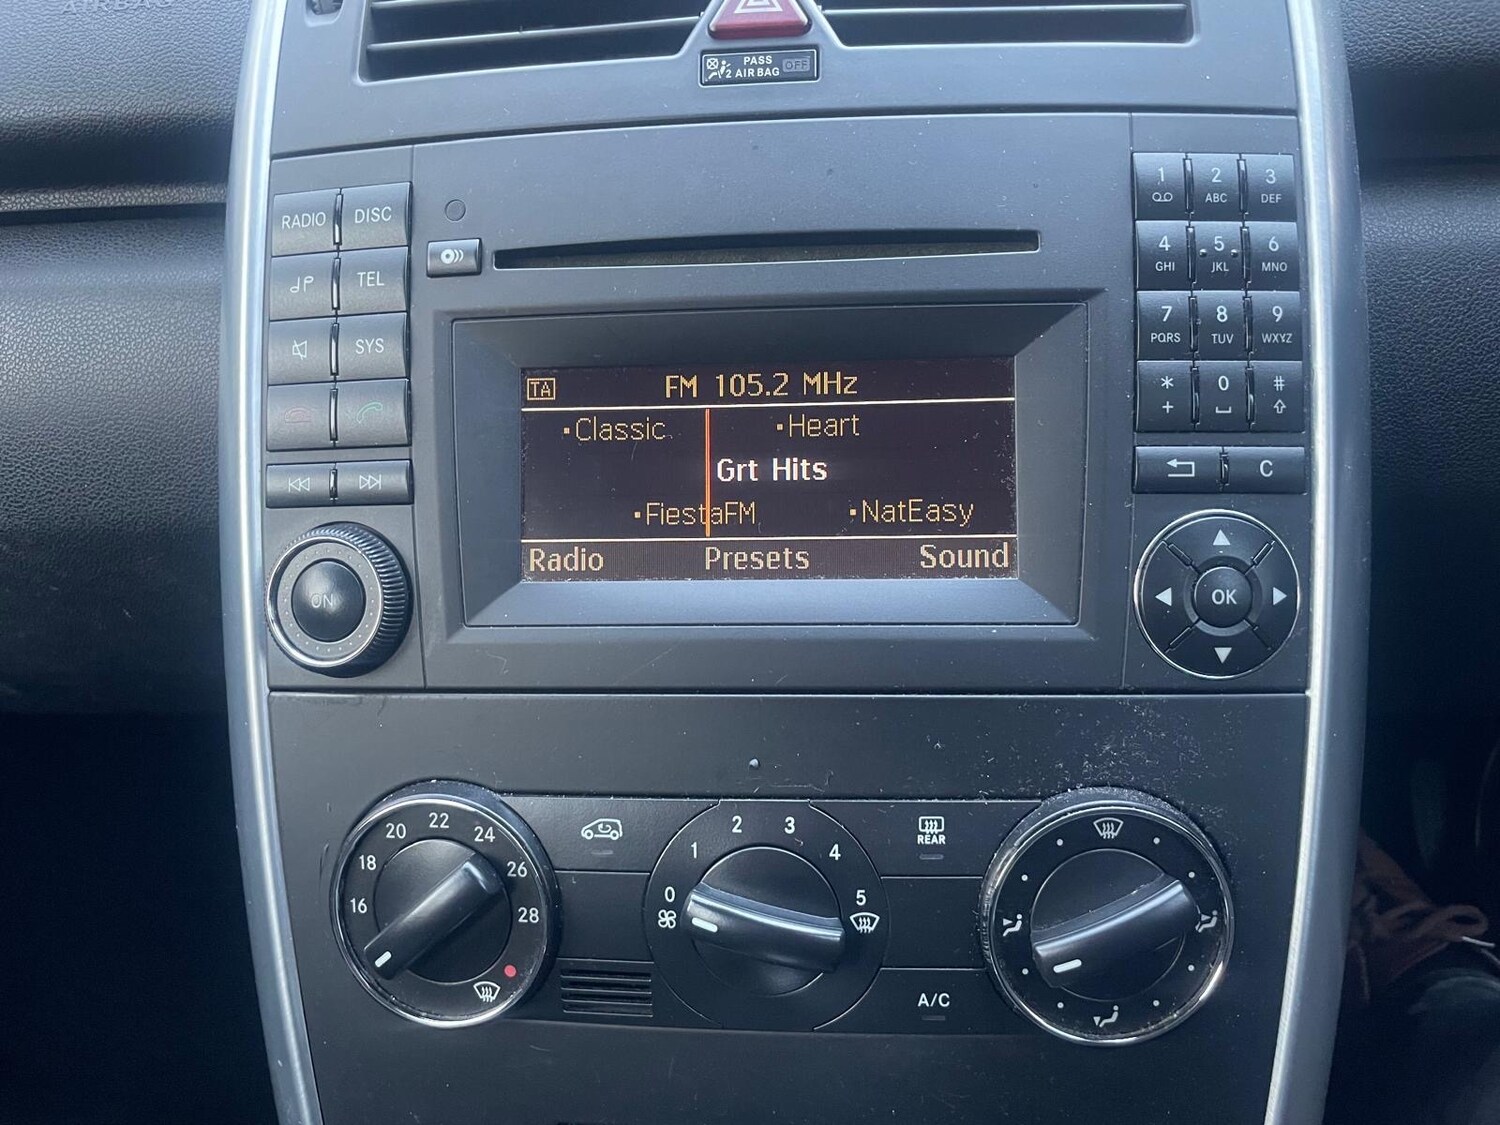 AIRBAG
PASS
2 AIR BAG OFF
RADIO DISC
TEL
SYS
ON
TA FM 105.2 MHz
Classic Heart
Grt Hits
FiestaFM NatEasy
Radio Presets Sound
1 2 3
ABC DEF
4 5 6
GHI JKL MNO
7 8 9
PQRS TUV WXYZ
* 0 #
+
C
OK
16 18 20 22 24 26 28
0 1 2 3 4 5
REAR
A/C